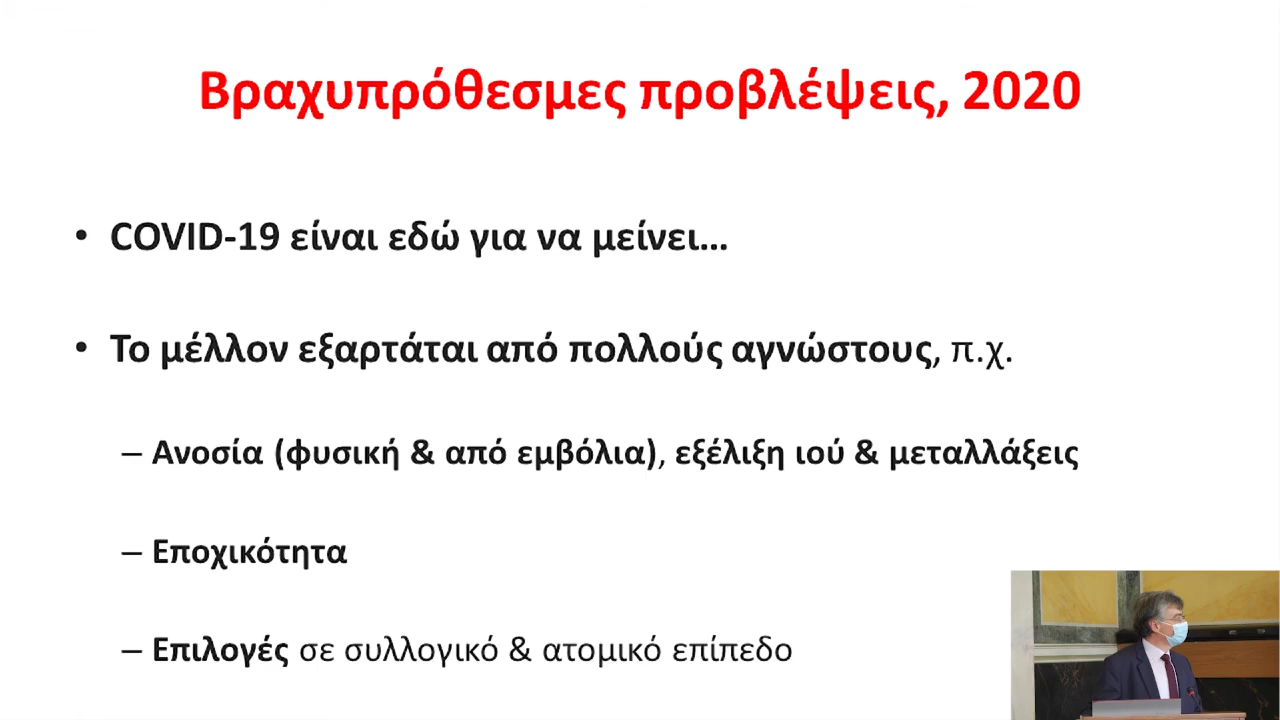 Βραχυπρόθεσμες προβλέψεις, 2020
• COVID-19 είναι εδώ για να μείνει...
• Το μέλλον εξαρτάται από πολλούς αγνώστους, π.χ.
– Ανοσία (φυσική & από εμβόλια), εξέλιξη ιού & μεταλλάξεις
– Εποχικότητα
– Επιλογές σε συλλογικό & ατομικό επίπεδο